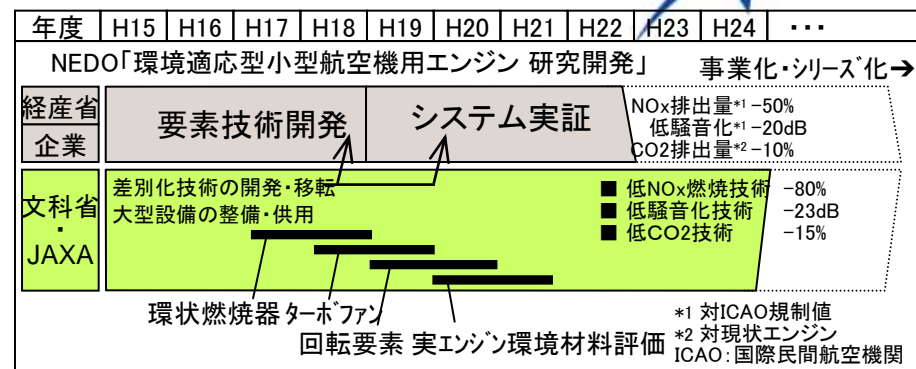 年度 H15 H16 H17 H18 H19 H20 H21 H22 H23 H24 ･･･
NEDO｢環境適応型小型航空機用エンジン 研究開発｣ 事業化･シリーズ化→
経産省
企業
要素技術開発 システム実証
NOx排出量*1 -50%
低騒音化*1 -20dB
CO2排出量*2 -10%
文科省
･
JAXA
差別化技術の開発･移転
大型設備の整備･供用
■ 低NOx燃焼技術 -80%
■ 低騒音化技術 -23dB
■ 低CO2技術 -15%
環状燃焼器 ターボファン
回転要素 実エンジン環境材料評価
*1 対ICAO規制値
*2 対現状エンジン
ICAO:国際民間航空機関